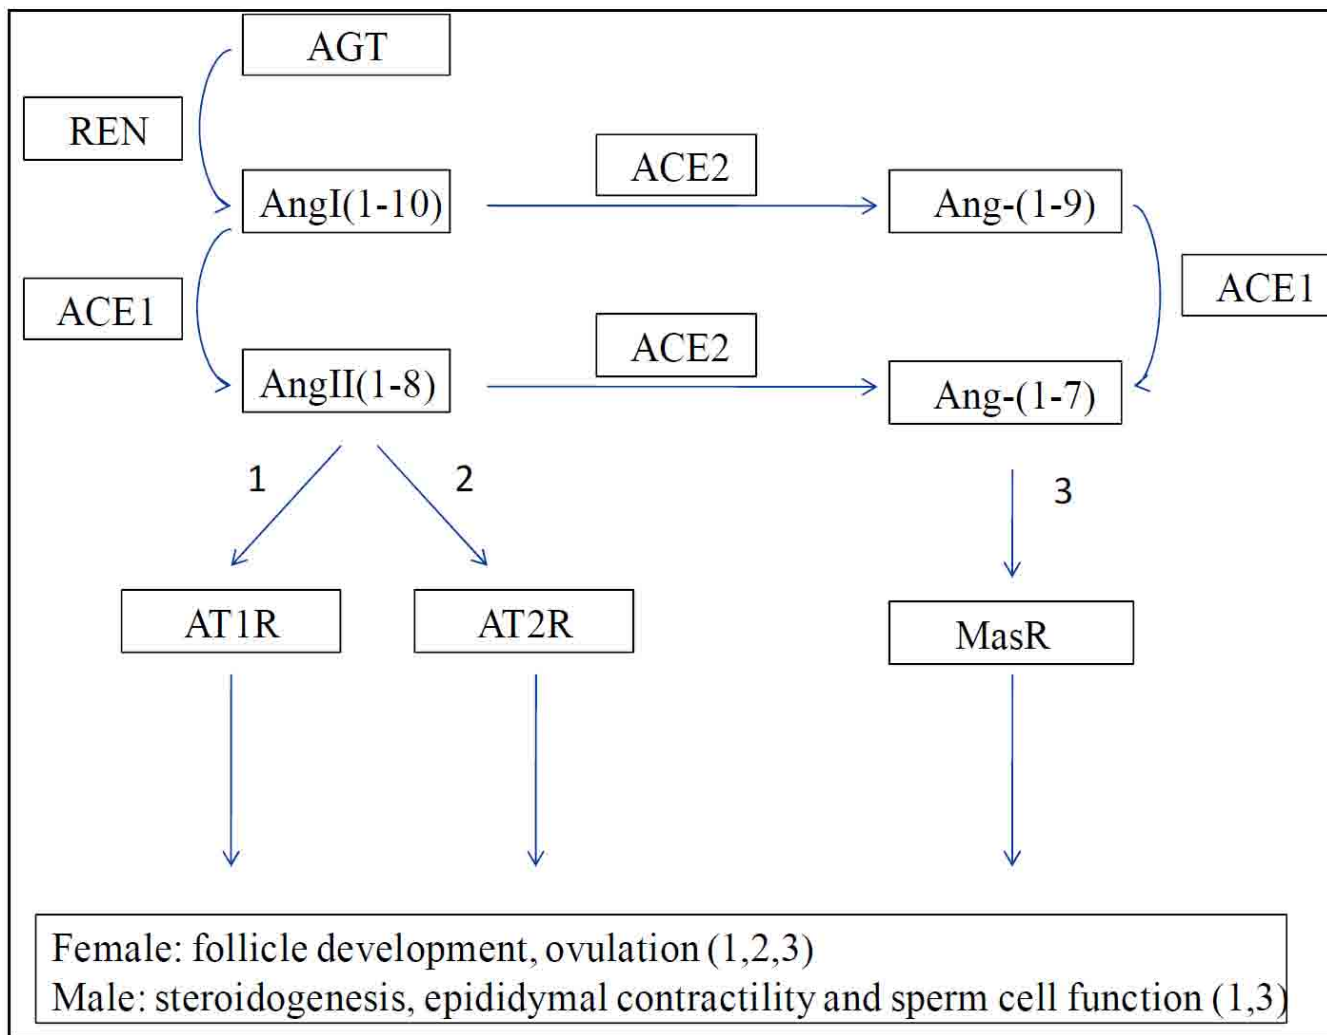 AGT
REN
ACE2
AngI(1-10)
Ang-(1-9)
ACE1
ACE1
ACE2
AngII(1-8)
Ang-(1-7)
1
2
3
AT1R
AT2R
MasR
Female: follicle development, ovulation (1,2,3)
Male: steroidogenesis, epididymal contractility and sperm cell function (1,3)